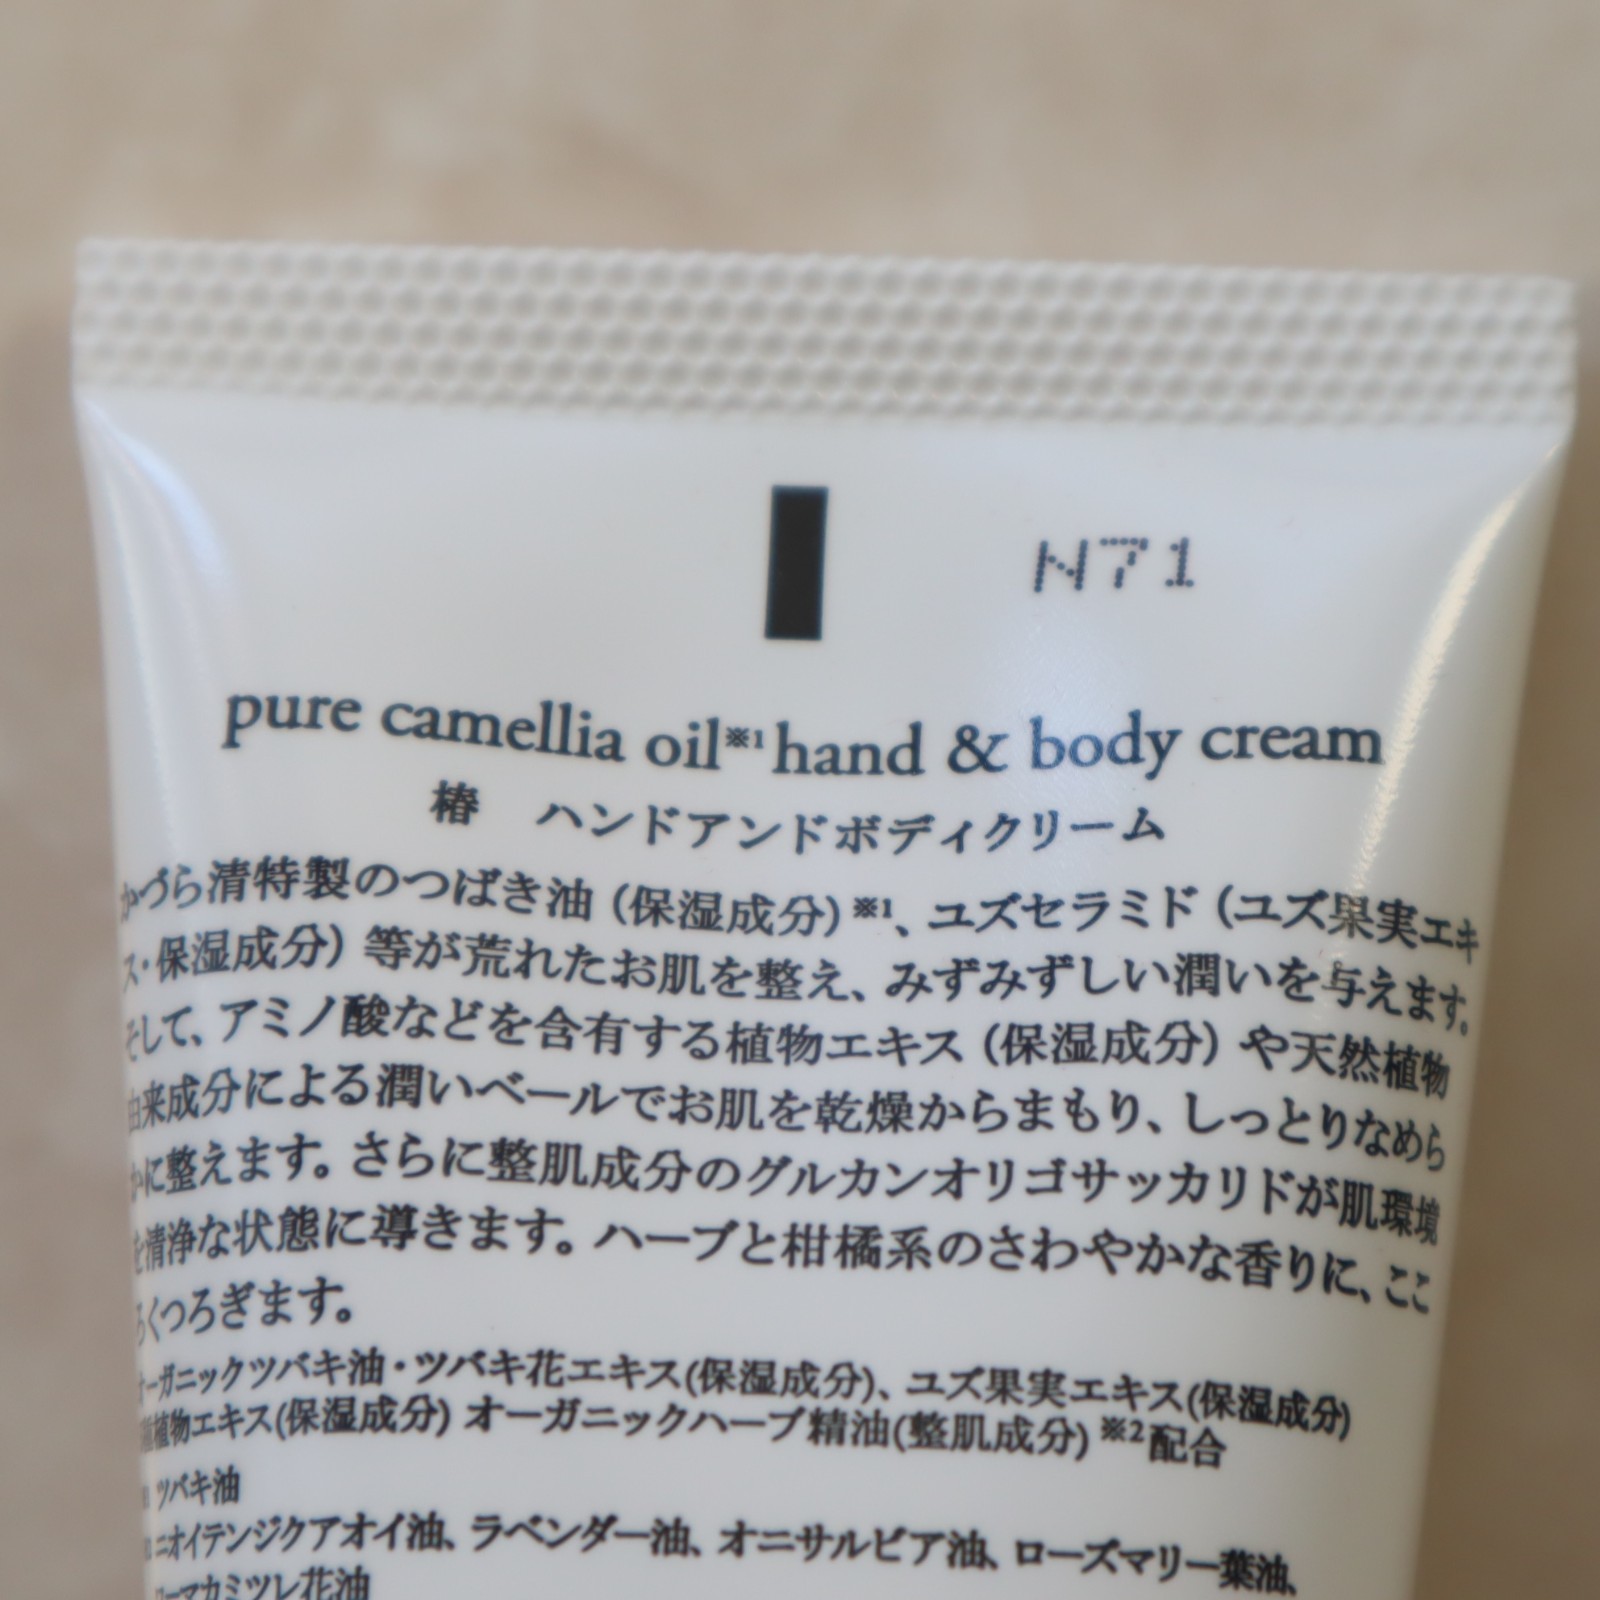 N71
pure camellia oil※1 hand & body cream
椿　ハンドアンドボディクリーム
かづら清特製のつばき油（保湿成分）※1、ユズセラミド（ユズ果実エキ
ス・保湿成分）等が荒れたお肌を整え、みずみずしい潤いを与えます。
そして、アミノ酸などを含有する植物エキス（保湿成分）や天然植物
由来成分による潤いベールでお肌を乾燥からまもり、しっとりなめら
かに整えます。さらに整肌成分のグルカンオリゴサッカリドが肌環境
を清浄な状態に導きます。ハーブと柑橘系のさわやかな香りに、ここ
ろくつろぎます。
オーガニックツバキ油・ツバキ花エキス(保湿成分)、ユズ果実エキス(保湿成分)
植物エキス(保湿成分) オーガニックハーブ精油(整肌成分)※2配合
ツバキ油
ニオイテンジクアオイ油、ラベンダー油、オニサルビア油、ローズマリー葉油、
ローマカミツレ花油